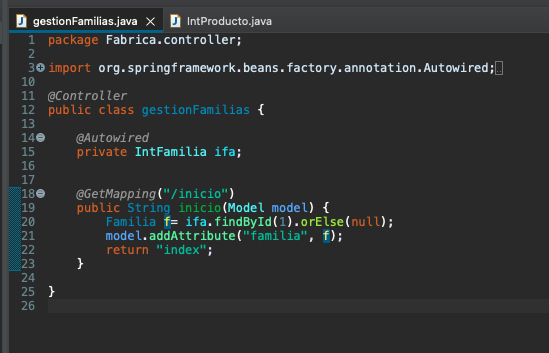 gestionFamilias.java
IntProducto.java
1 package Fabrica.controller;
2
3 import org.springframework.beans.factory.annotation.Autowired;
10
11 @Controller
12 public class gestionFamilias {
13
14 @Autowired
15 private IntFamilia ifa;
16
17
18 @GetMapping("/inicio")
19 public String inicio(Model model) {
20 Familia f= ifa.findById(1).orElse(null);
21 model.addAttribute("familia", f);
22 return "index";
23 }
24
25 }
26